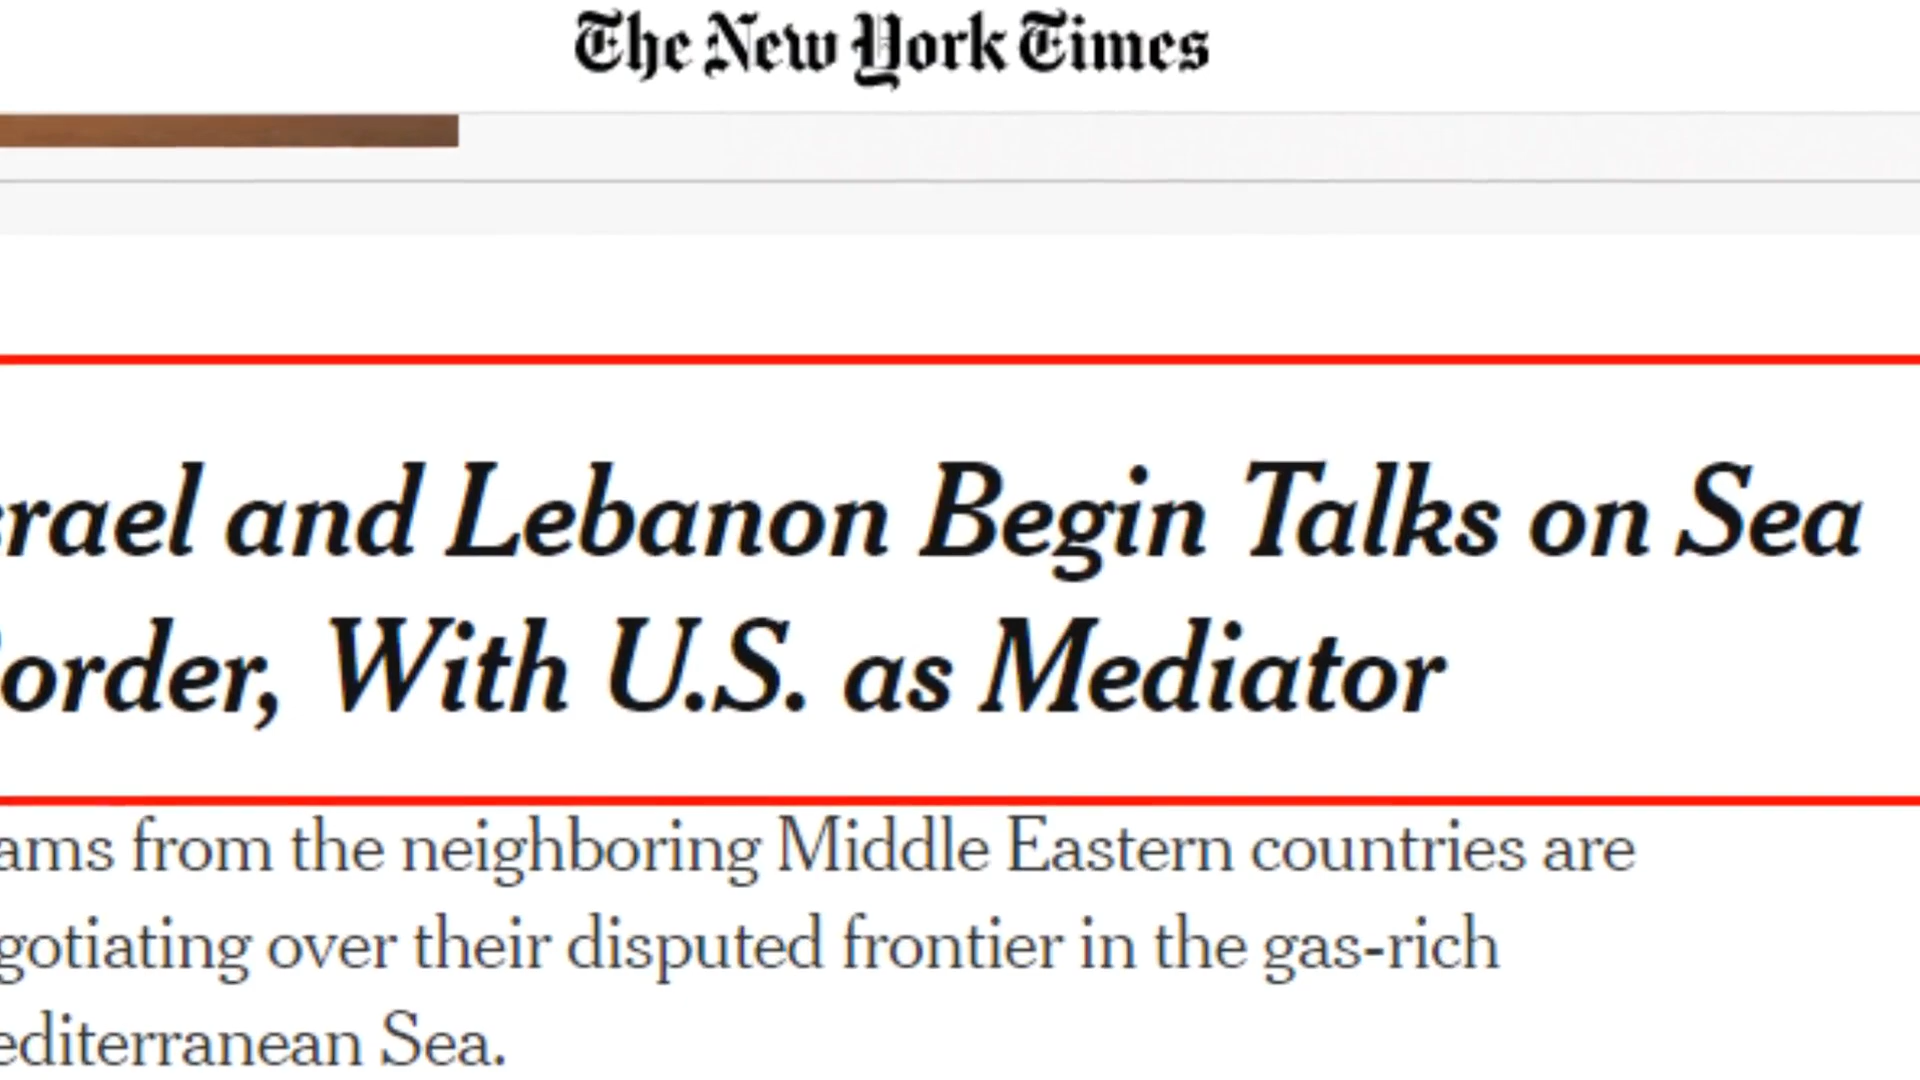 The New York Times
srael and Lebanon Begin Talks on Sea
order, With U.S. as Mediator
ams from the neighboring Middle Eastern countries are
gotiating over their disputed frontier in the gas-rich
editerranean Sea.